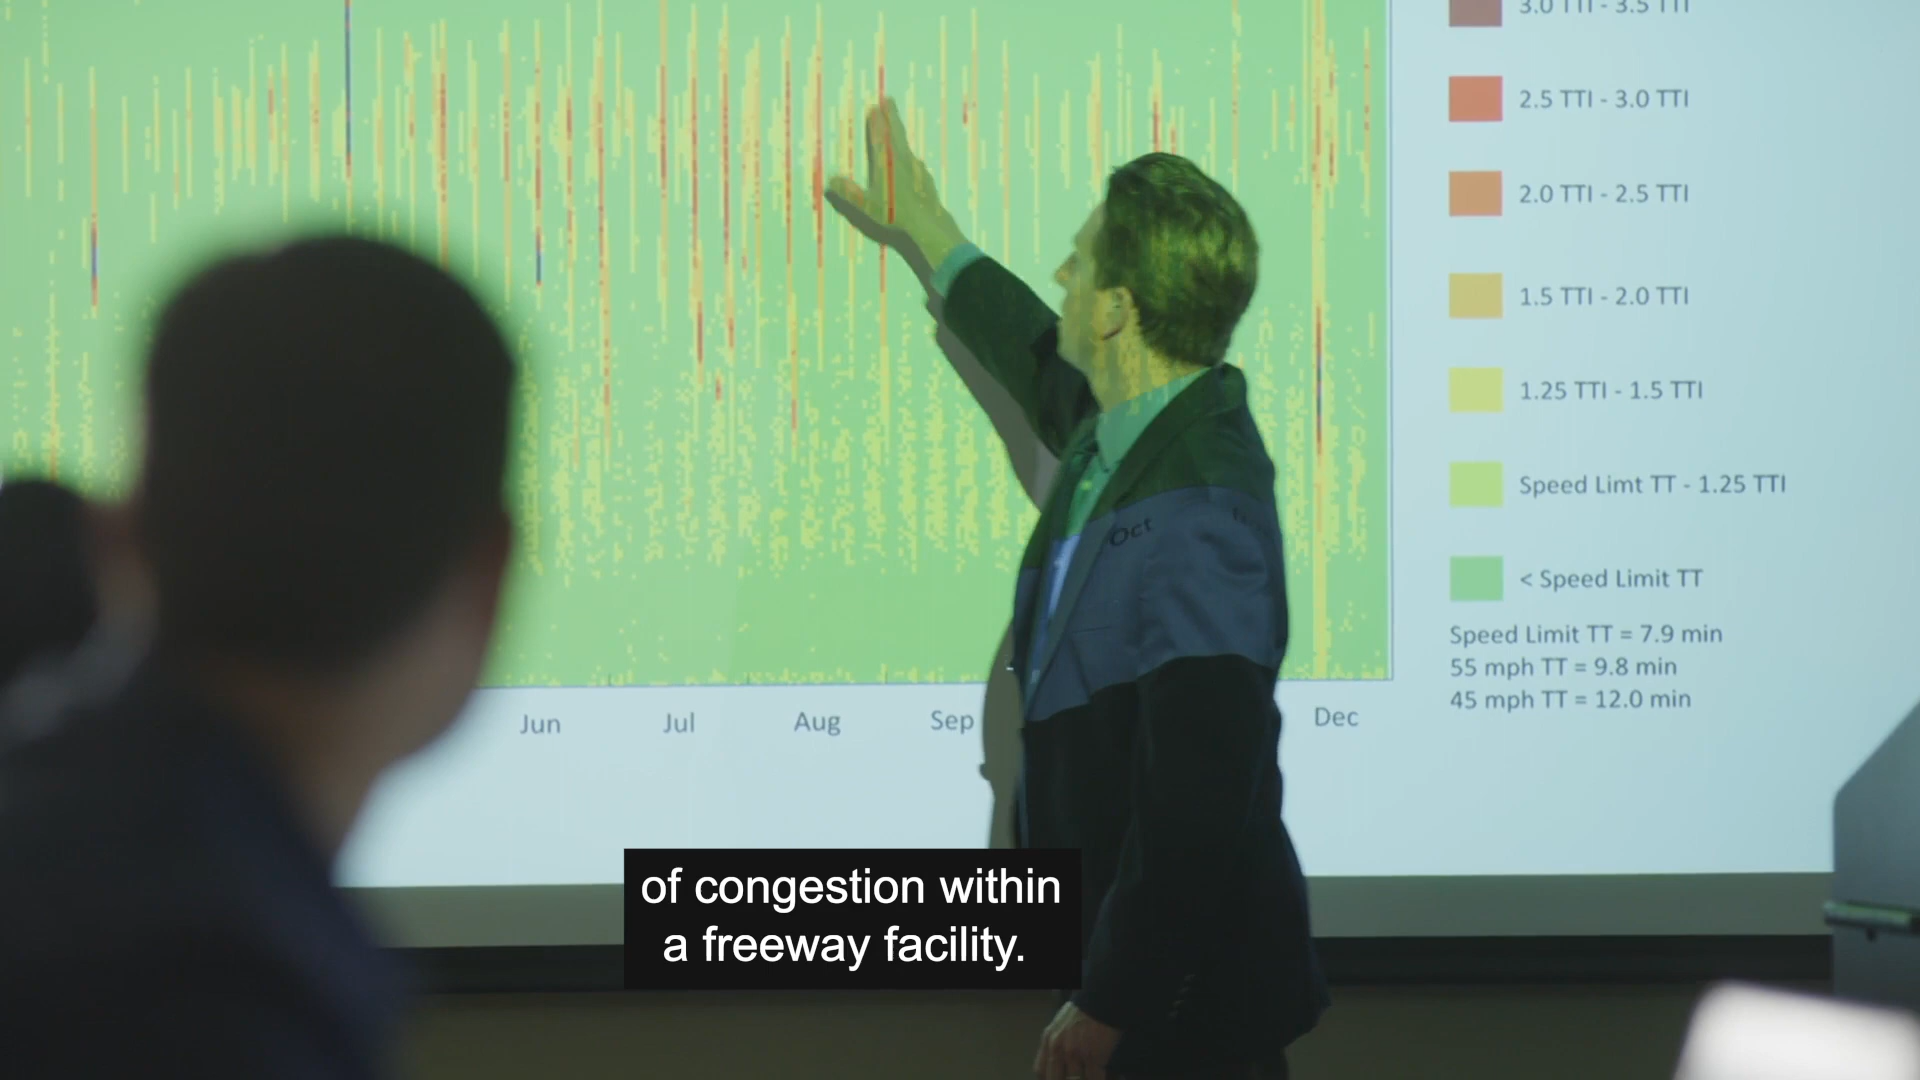 3.0 TTI - 3.5 TTI
2.5 TTI - 3.0 TTI
2.0 TTI - 2.5 TTI
1.5 TTI - 2.0 TTI
1.25 TTI - 1.5 TTI
Speed Limt TT - 1.25 TTI
< Speed Limit TT
Speed Limit TT = 7.9 min
55 mph TT = 9.8 min
45 mph TT = 12.0 min
Jun Jul Aug Sep Oct Dec
of congestion within
a freeway facility.